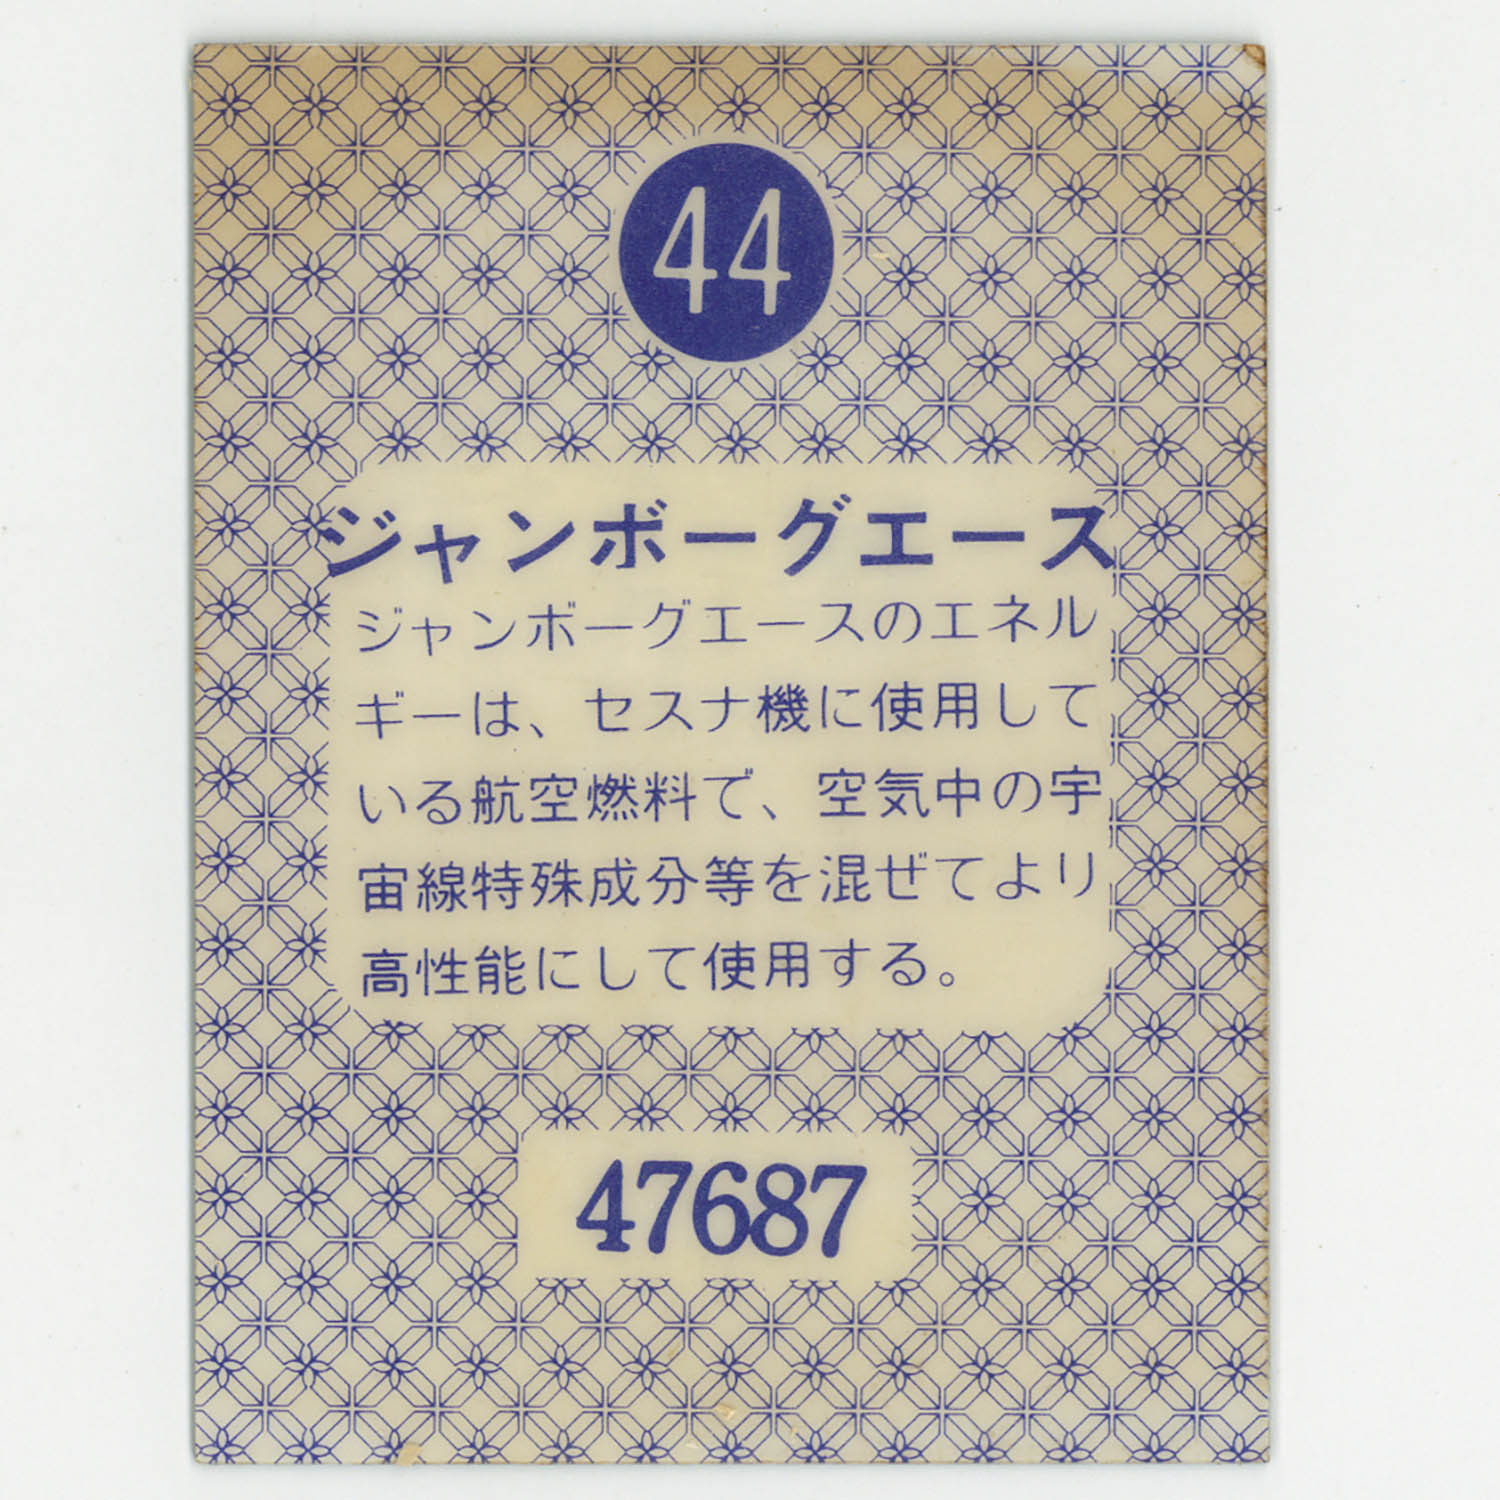 44
ジャンボーグエース
ジャンボーグエースのエネル
ギーは、セスナ機に使用して
いる航空燃料で、空気中の宇
宙線特殊成分等を混ぜてより
高性能にして使用する。
47687